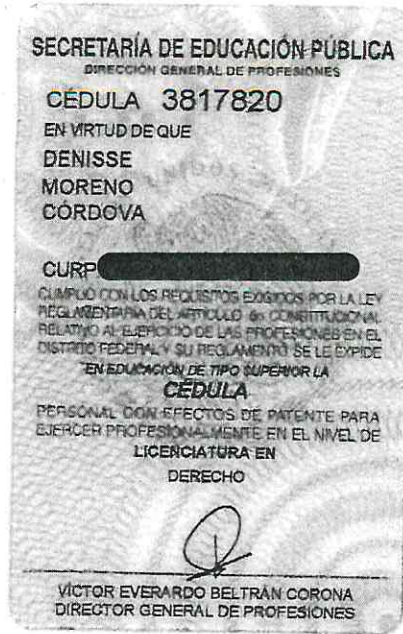 SECRETARÍA DE EDUCACIÓN PÚBLICA
DIRECCIÓN GENERAL DE PROFESIONES
CÉDULA 3817820
EN VIRTUD DE QUE
DENISSE
MORENO
CÓRDOVA
CURP
CUMPLIO CON LOS REQUISITOS EXIGIDOS POR LA LEY
REGLAMENTARIA DEL ARTICULO 5o CONSTITUCIONAL
RELATIVO AL EJERCICIO DE LAS PROFESIONES EN EL
DISTRITO FEDERAL Y SU REGLAMENTO SE LE EXPIDE
EN EDUCACIÓN DE TIPO SUPERIOR LA
CÉDULA
PERSONAL CON EFECTOS DE PATENTE PARA
EJERCER PROFESIONALMENTE EN EL NIVEL DE
LICENCIATURA EN
DERECHO
VÍCTOR EVERARDO BELTRÁN CORONA
DIRECTOR GENERAL DE PROFESIONES